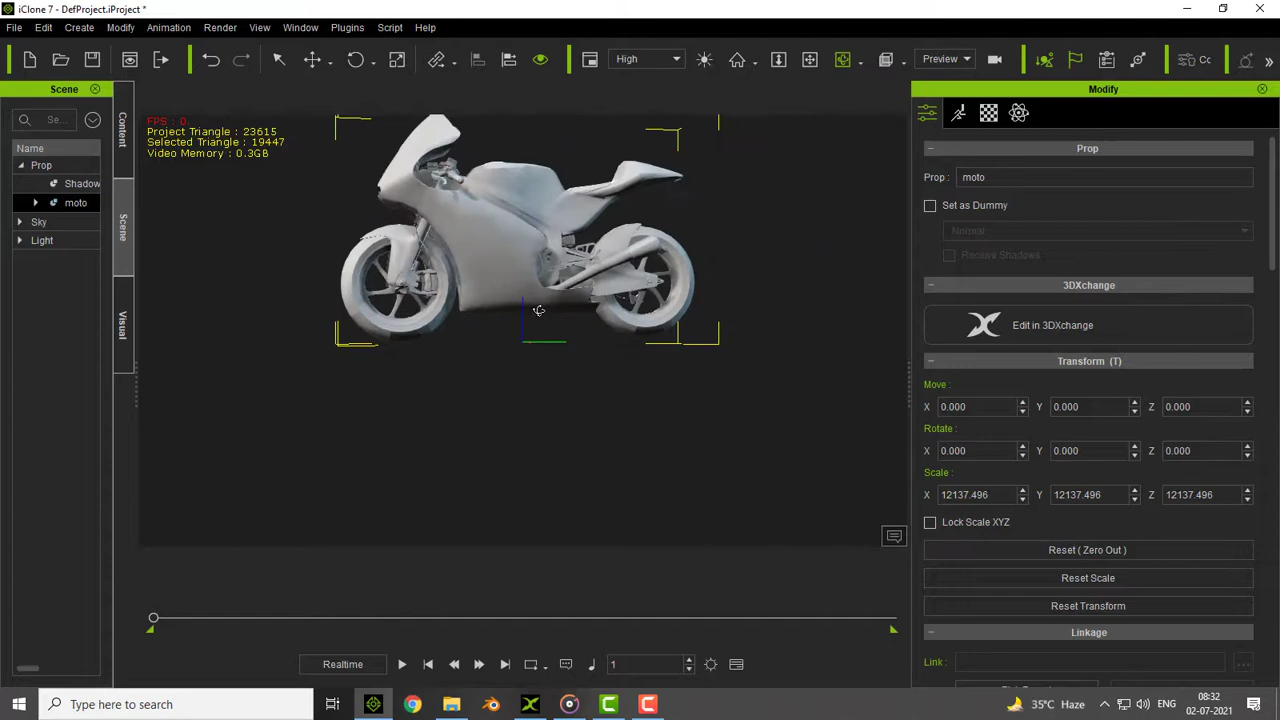 iClone 7 - DefProject.iProject *
File Edit Create Modify Animation Render View Window Plugins Script Help
High
Preview
Cc
Scene
Se...
Name
Prop
Shadow
moto
Sky
Light
Content
Scene
Visual
FPS : 0.
Project Triangle : 23615
Selected Triangle : 19447
Video Memory : 0.3GB
Modify
Prop
Prop : moto
Set as Dummy
Normal
Receive Shadows
3DXchange
Edit in 3DXchange
Transform (T)
Move :
X 0.000 Y 0.000 Z 0.000
Rotate :
X 0.000 Y 0.000 Z 0.000
Scale :
X 12137.496 Y 12137.496 Z 12137.496
Lock Scale XYZ
Reset ( Zero Out )
Reset Scale
Reset Transform
Linkage
Link :
Realtime
1
Type here to search
35°C Haze
ENG
08:32
02-07-2021